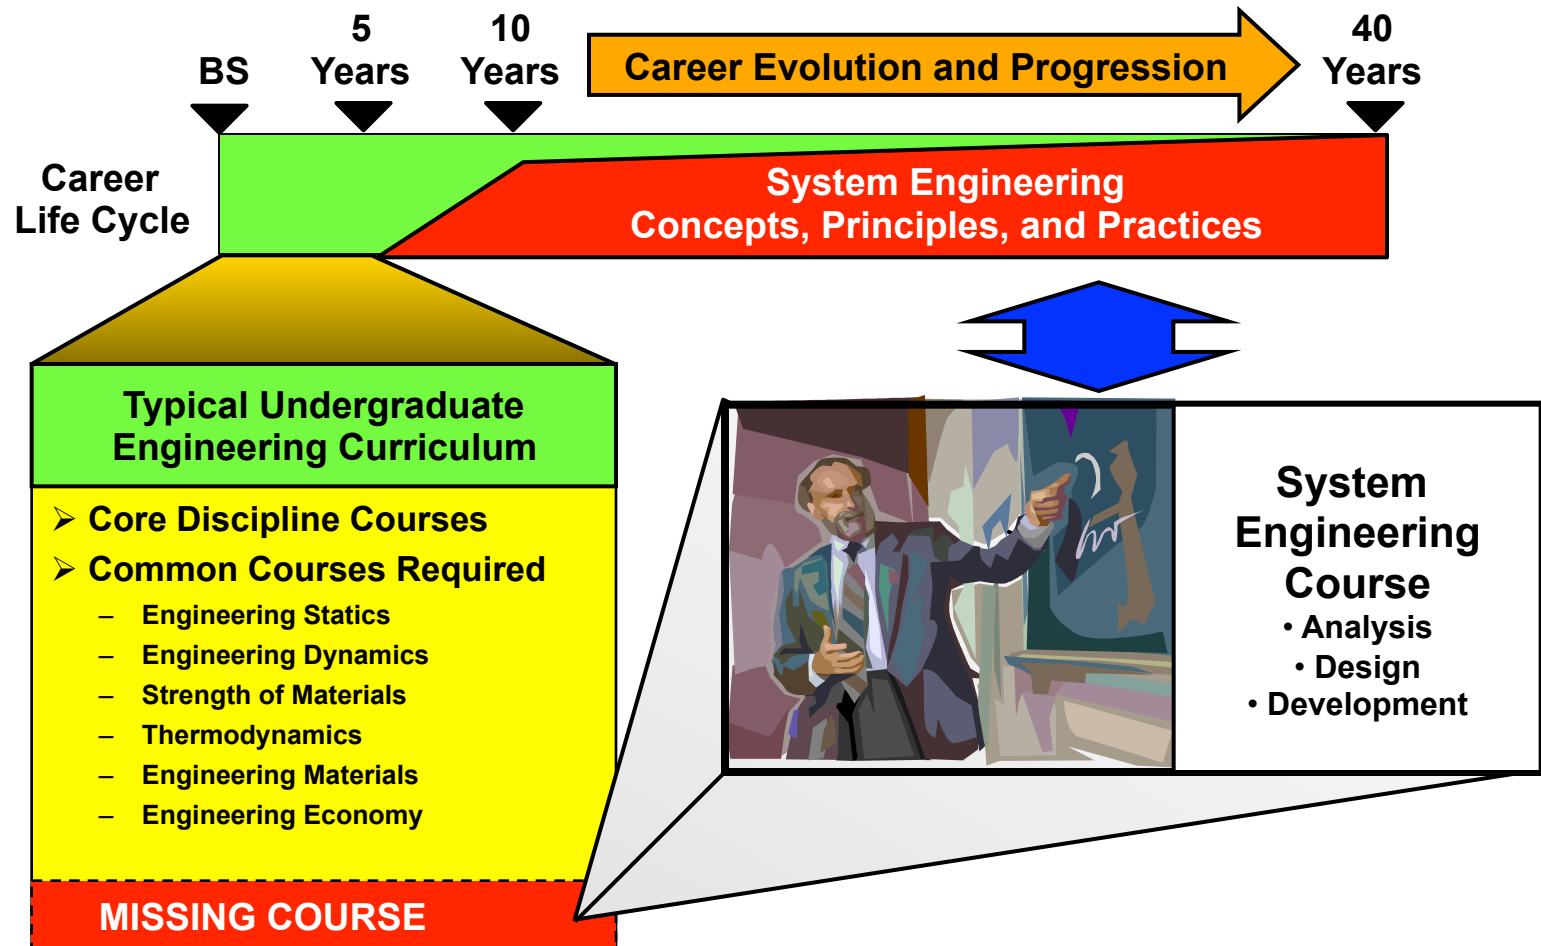 BS
5
Years
10
Years
Career Evolution and Progression
40
Years
Career
Life Cycle
System Engineering
Concepts, Principles, and Practices
Typical Undergraduate
Engineering Curriculum
➢ Core Discipline Courses
➢ Common Courses Required
– Engineering Statics
– Engineering Dynamics
– Strength of Materials
– Thermodynamics
– Engineering Materials
– Engineering Economy
MISSING COURSE
System
Engineering
Course
• Analysis
• Design
• Development